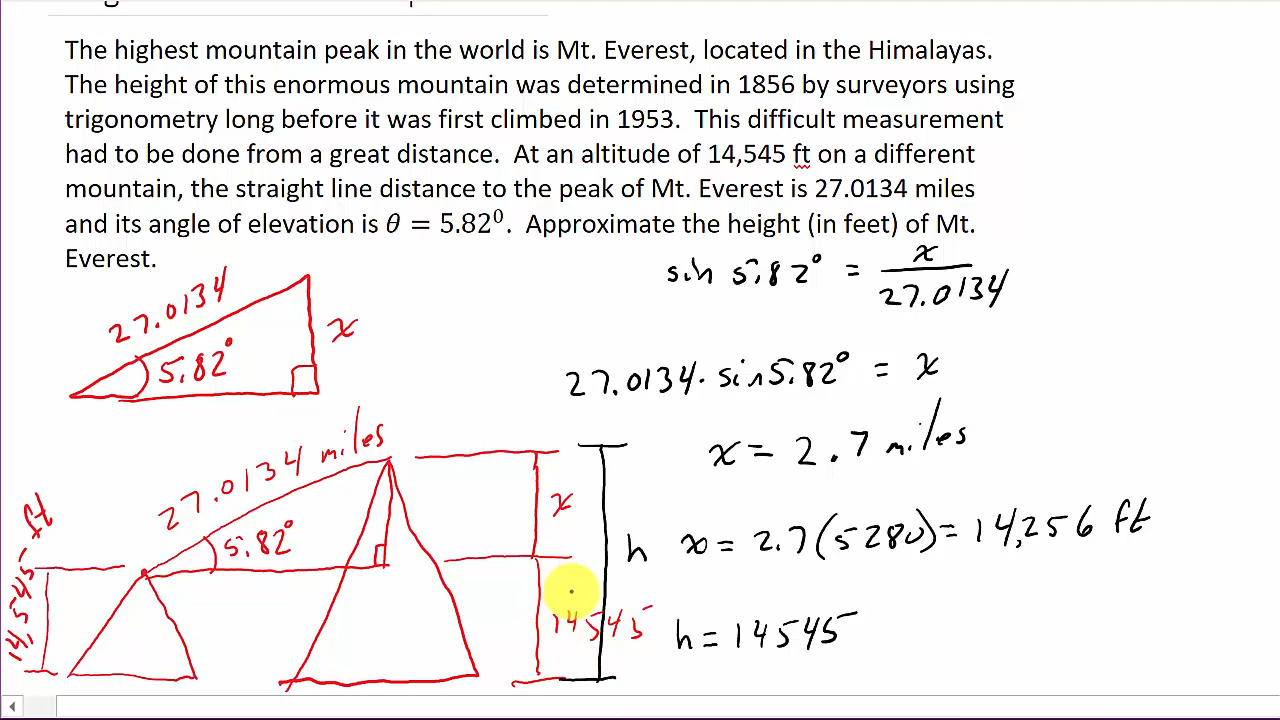 The highest mountain peak in the world is Mt. Everest, located in the Himalayas.
The height of this enormous mountain was determined in 1856 by surveyors using
trigonometry long before it was first climbed in 1953. This difficult measurement
had to be done from a great distance. At an altitude of 14,545 ft on a different
mountain, the straight line distance to the peak of Mt. Everest is 27.0134 miles
and its angle of elevation is θ = 5.82⁰. Approximate the height (in feet) of Mt.
Everest.
sin 5.82° = x / 27.0134
27.0134
5.82°
x
27.0134 · sin 5.82° = x
x = 2.7 miles
27.0134 miles
5.82°
14,545 ft
x
14545
h
x = 2.7(5280) = 14,256 ft
h = 14545